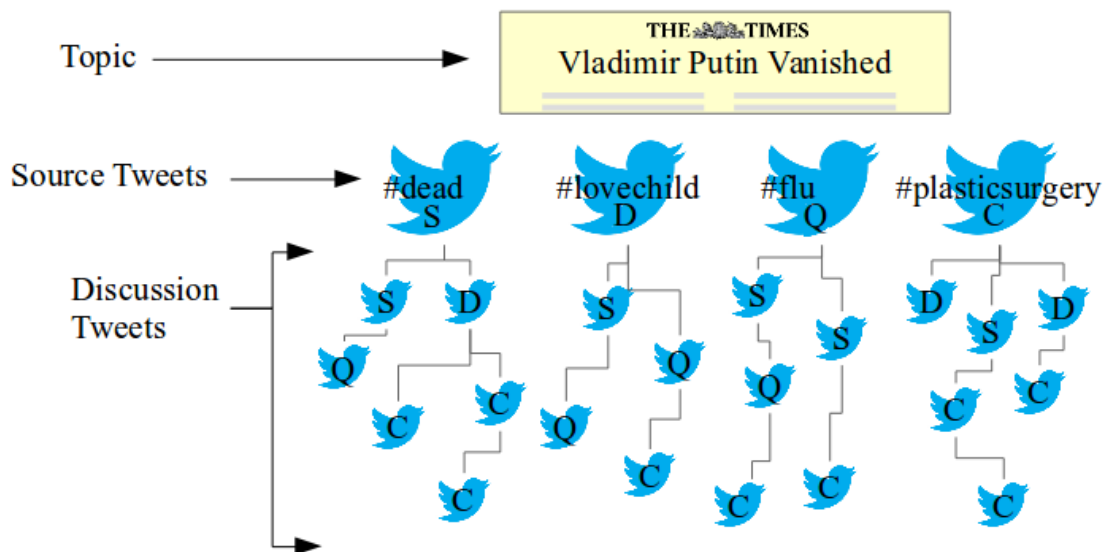 THE TIMES
Topic
Vladimir Putin Vanished
Source Tweets
#dead
#lovechild
#flu
#plasticsurgery
S
D
Q
C
Discussion
Tweets
S
D
S
S
D
S
D
S
Q
Q
Q
C
C
Q
C
C
Q
C
C
C
C
C